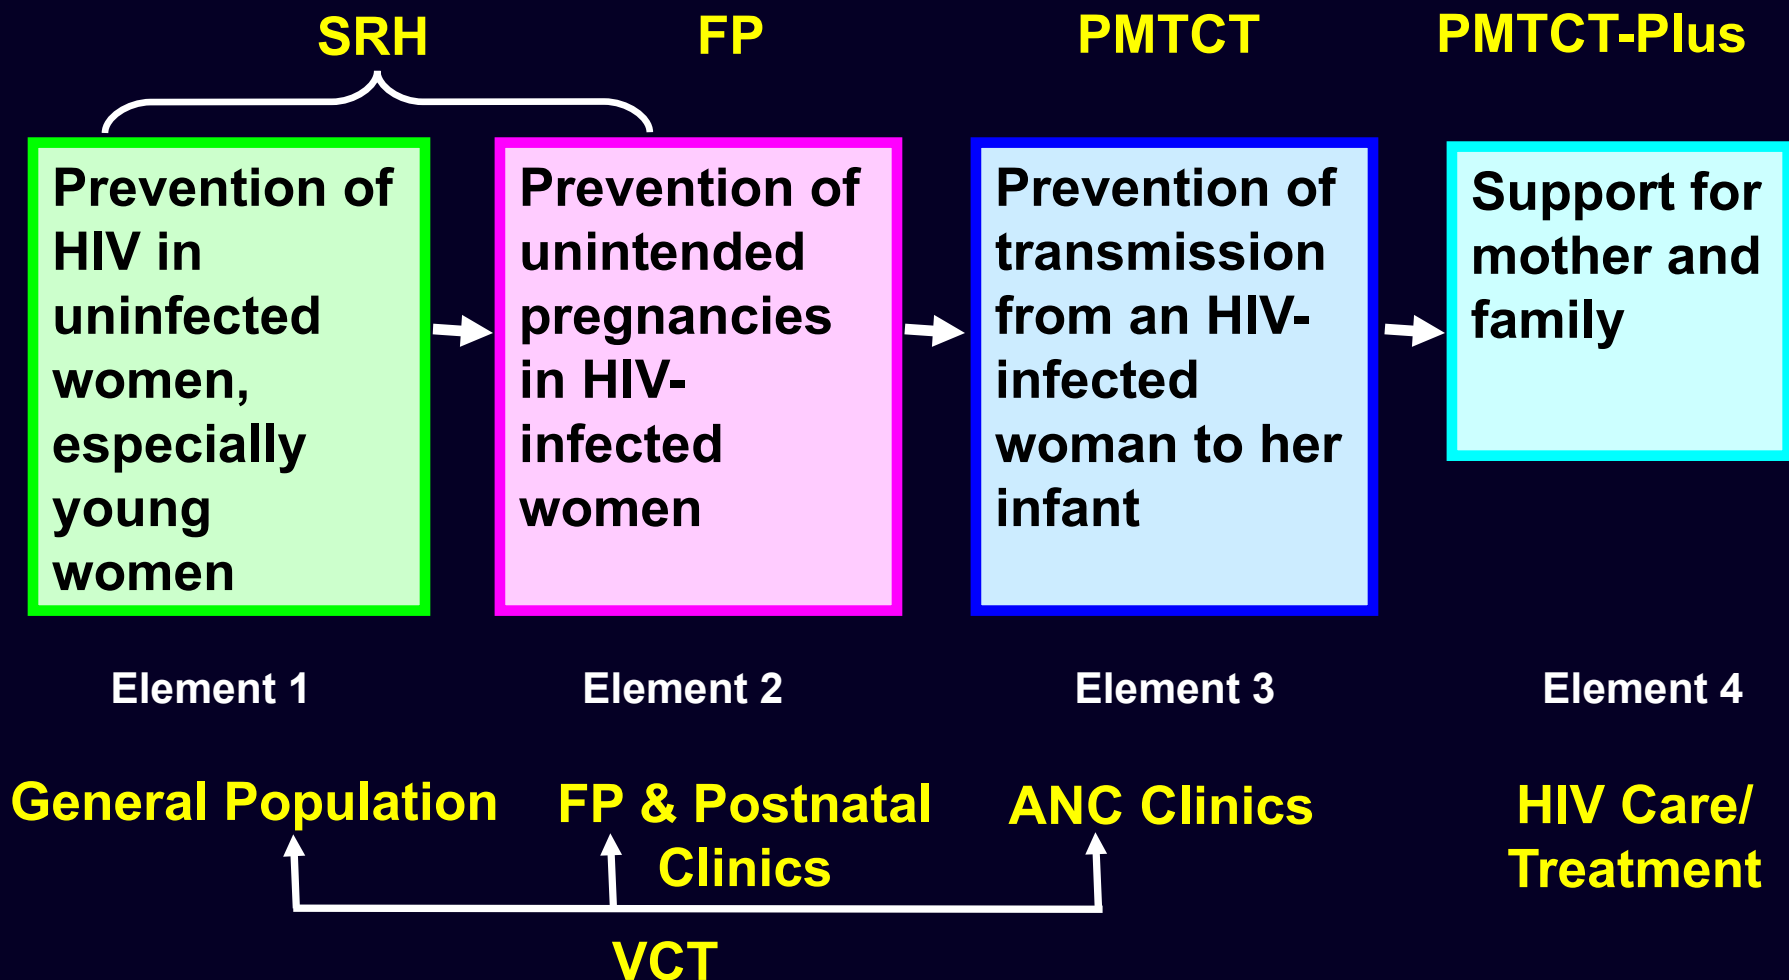 SRH
FP
PMTCT
PMTCT-Plus
Prevention of
HIV in
uninfected
women,
especially
young
women
Prevention of
unintended
pregnancies
in HIV-
infected
women
Prevention of
transmission
from an HIV-
infected
woman to her
infant
Support for
mother and
family
Element 1
Element 2
Element 3
Element 4
General Population
FP & Postnatal
Clinics
ANC Clinics
HIV Care/
Treatment
VCT